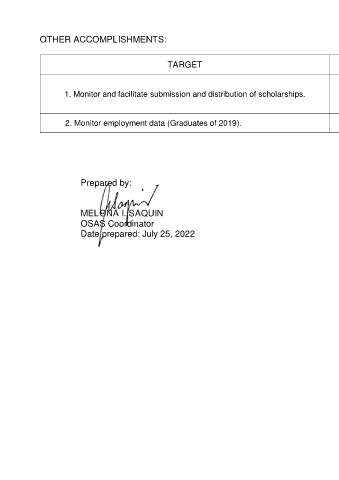 OTHER ACCOMPLISHMENTS:
TARGET
1. Monitor and facilitate submission and distribution of scholarships.
2. Monitor employment data (Graduates of 2019).
Prepared by:
MELONA I. SAQUIN
OSAS Coordinator
Date prepared: July 25, 2022